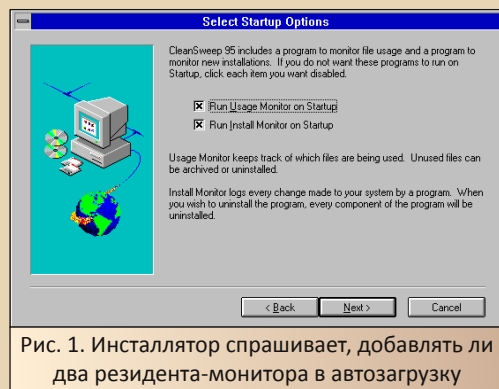 Select Startup Options
CleanSweep 95 includes a program to monitor file usage and a program to
monitor new installations. If you do not want these programs to run on
Startup, click each item you want disabled.
Run Usage Monitor on Startup
Run Install Monitor on Startup
Usage Monitor keeps track of which files are being used. Unused files can
be archived or uninstalled.
Install Monitor logs every change made to your system by a program. When
you wish to uninstall the program, every component of the program will be
uninstalled.
< Back Next > Cancel
Рис. 1. Инсталлятор спрашивает, добавлять ли
два резидента-монитора в автозагрузку